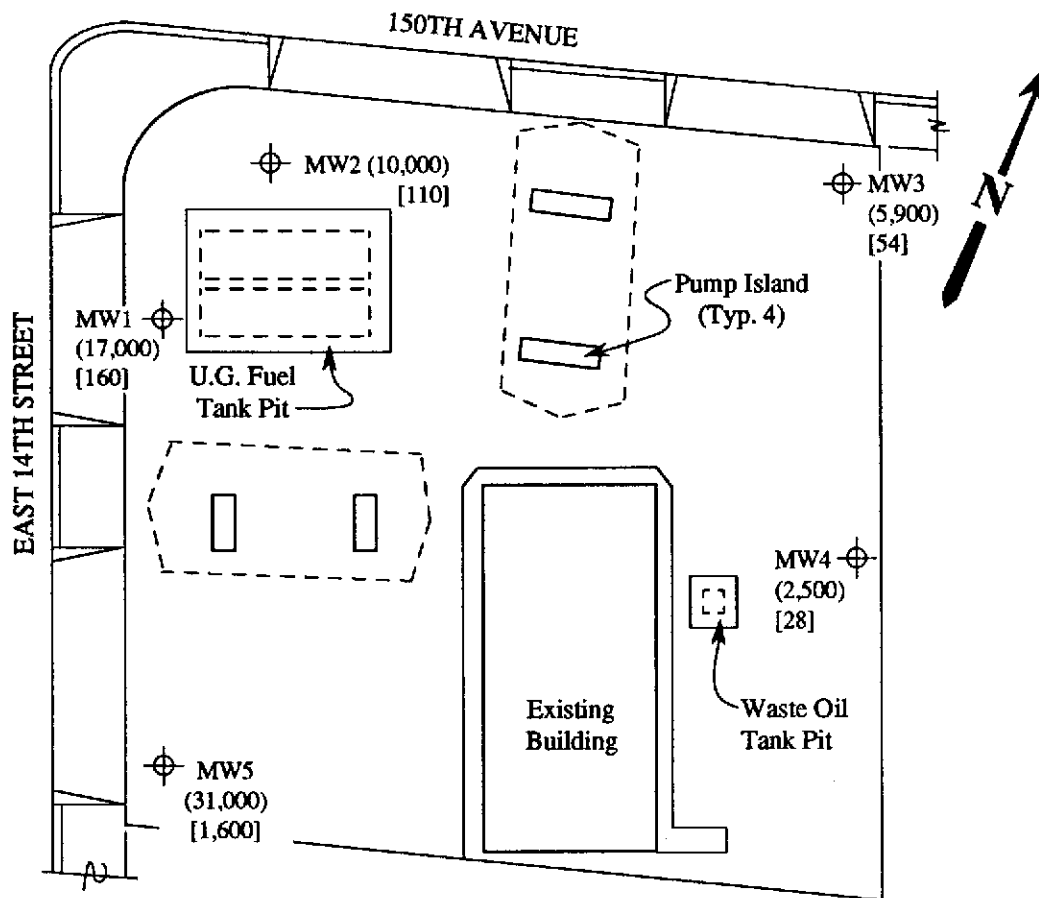 150TH AVENUE
MW2 (10,000)
[110]
MW3
(5,900)
[54]
N
Pump Island
(Typ. 4)
MW1
(17,000)
[160]
U.G. Fuel
Tank Pit
EAST 14TH STREET
MW4
(2,500)
[28]
Existing
Building
Waste Oil
Tank Pit
MW5
(31,000)
[1,600]